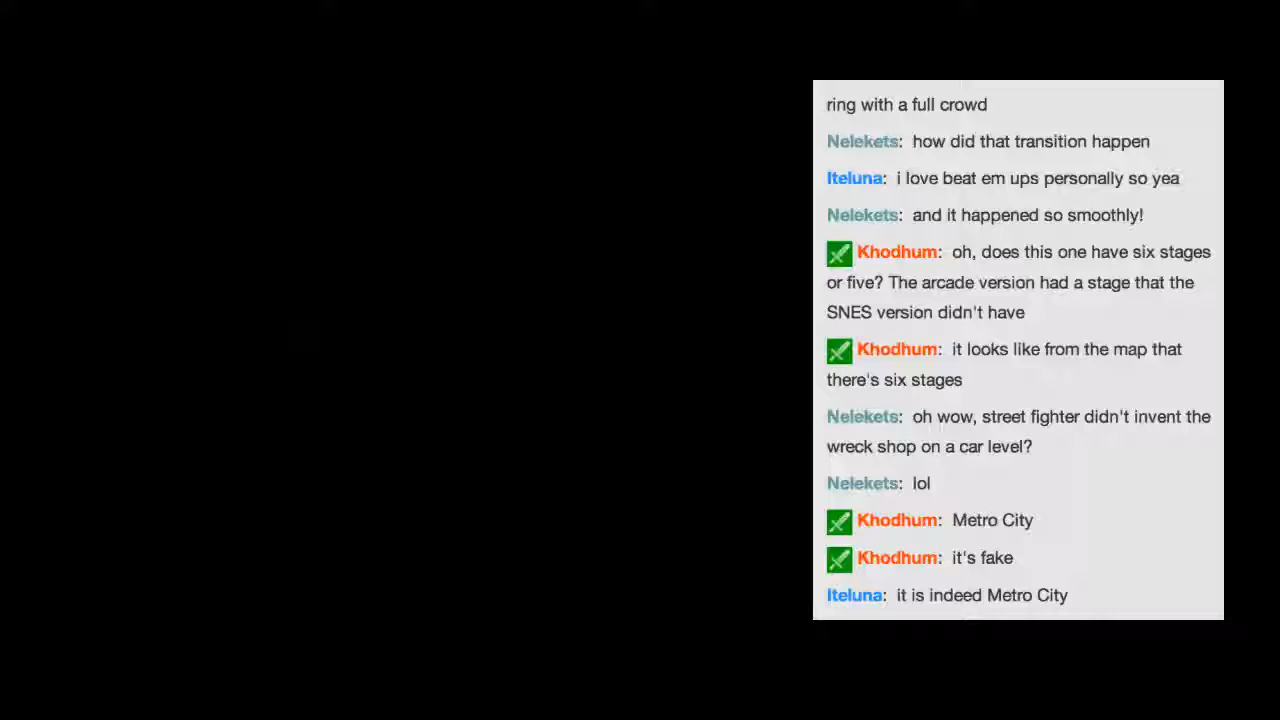 ring with a full crowd
Nelekets: how did that transition happen
Iteluna: i love beat em ups personally so yea
Nelekets: and it happened so smoothly!
Khodhum: oh, does this one have six stages
or five? The arcade version had a stage that the
SNES version didn't have
Khodhum: it looks like from the map that
there's six stages
Nelekets: oh wow, street fighter didn't invent the
wreck shop on a car level?
Nelekets: lol
Khodhum: Metro City
Khodhum: it's fake
Iteluna: it is indeed Metro City